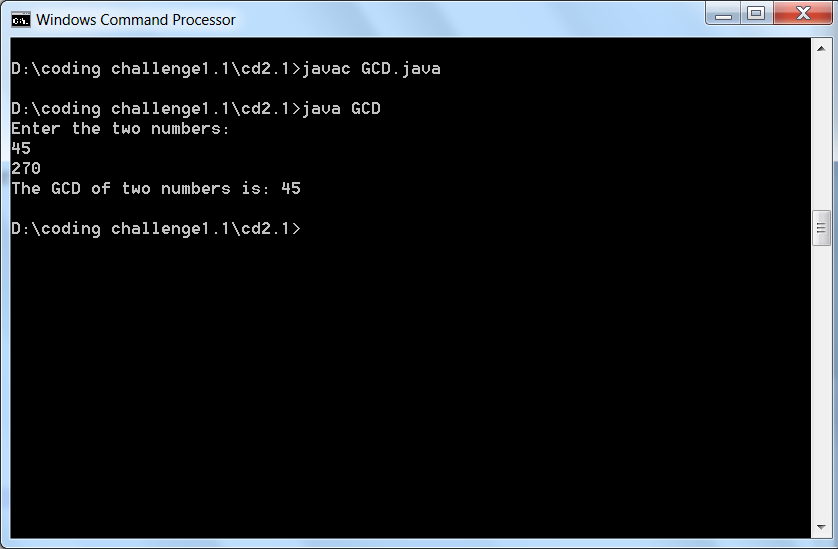 Windows Command Processor
D:\coding challenge1.1\cd2.1>javac GCD.java
D:\coding challenge1.1\cd2.1>java GCD
Enter the two numbers:
45
270
The GCD of two numbers is: 45
D:\coding challenge1.1\cd2.1>